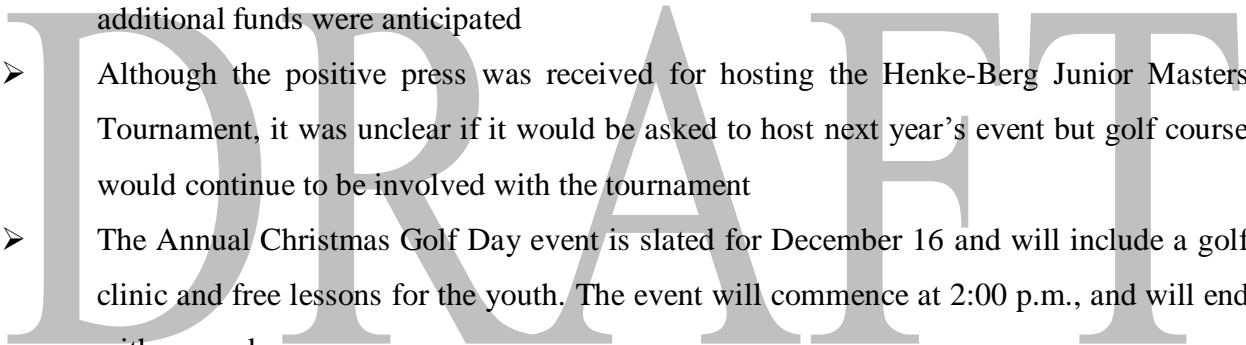 additional funds were anticipated
➢ Although the positive press was received for hosting the Henke-Berg Junior Masters
Tournament, it was unclear if it would be asked to host next year’s event but golf course
would continue to be involved with the tournament
➢ The Annual Christmas Golf Day event is slated for December 16 and will include a golf
clinic and free lessons for the youth. The event will commence at 2:00 p.m., and will end
DRAFT